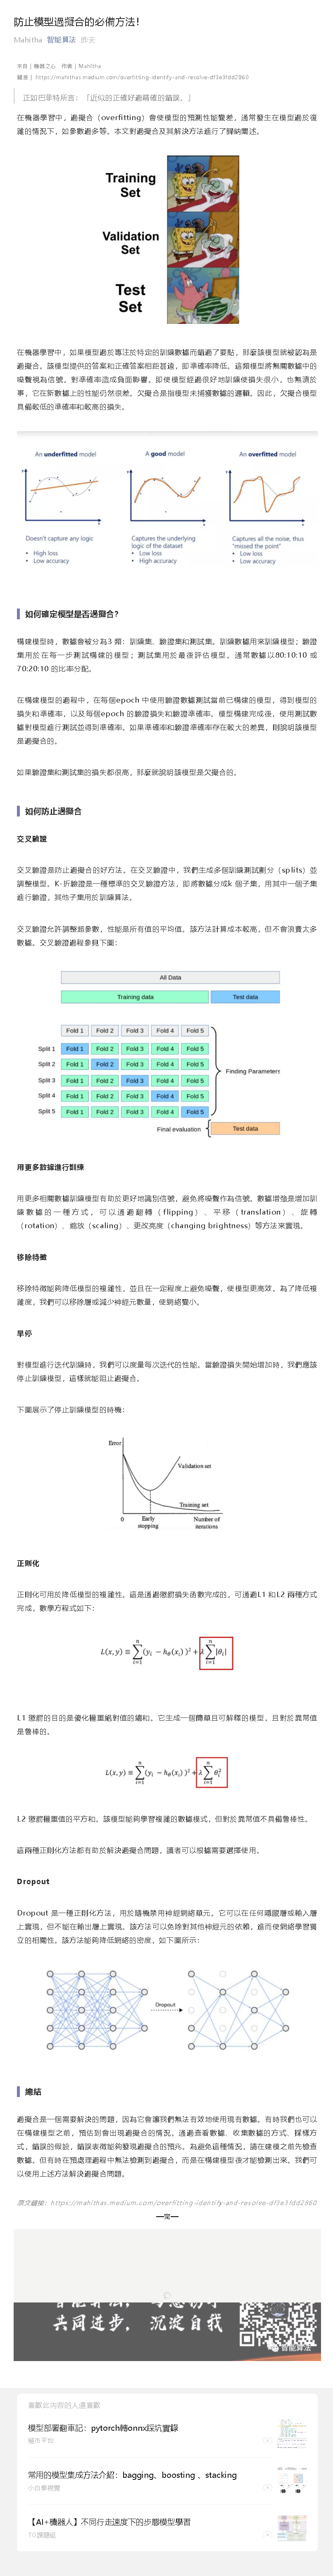 防止模型過擬合的必備方法!
Mahitha 智能算法 昨天
來自 | 機器之心 作者 | Mahitha
鏈接 | https://mahithas.medium.com/overfitting-identify-and-resolve-df3e3fdd2860
正如巴菲特所言：「近似的正確好過精確的錯誤。」
在機器學習中，過擬合（overfitting）會使模型的預測性能變差，通常發生在模型過於復
雜的情況下，如參數過多等。本文對過擬合及其解決方法進行了歸納闡述。
Training
Set
Validation
Set
Test
Set
在機器學習中，如果模型過於專注於特定的訓練數據而錯過了要點，那麼該模型就被認為是
過擬合。該模型提供的答案和正確答案相距甚遠，即準確率降低。這類模型將無關數據中的
噪聲視為信號，對準確率造成負面影響。即使模型經過很好地訓練使損失很小，也無濟於
事，它在新數據上的性能仍然很差。欠擬合是指模型未捕獲數據的邏輯。因此，欠擬合模型
具備較低的準確率和較高的損失。
An underfitted model
A good model
An overfitted model
Doesn't capture any logic
• High loss
• Low accuracy
Captures the underlying
logic of the dataset
• Low loss
• High accuracy
Captures all the noise, thus
"missed the point"
• Low loss
• Low accuracy
如何確定模型是否過擬合?
構建模型時，數據會被分為3 類：訓練集、驗證集和測試集。訓練數據用來訓練模型；驗證
集用於在每一步測試構建的模型；測試集用於最後評估模型。通常數據以80:10:10 或
70:20:10 的比率分配。
在構建模型的過程中，在每個epoch 中使用驗證數據測試當前已構建的模型，得到模型的
損失和準確率，以及每個epoch 的驗證損失和驗證準確率。模型構建完成後，使用測試數
據對模型進行測試並得到準確率。如果準確率和驗證準確率存在較大的差異，則說明該模型
是過擬合的。
如果驗證集和測試集的損失都很高，那麼就說明該模型是欠擬合的。
如何防止過擬合
交叉驗證
交叉驗證是防止過擬合的好方法。在交叉驗證中，我們生成多個訓練測試劃分（splits）並
調整模型。K-折驗證是一種標準的交叉驗證方法，即將數據分成k 個子集，用其中一個子集
進行驗證，其他子集用於訓練算法。
交叉驗證允許調整超參數，性能是所有值的平均值。該方法計算成本較高，但不會浪費太多
數據。交叉驗證過程參見下圖：
All Data
Training data
Test data
Fold 1 Fold 2 Fold 3 Fold 4 Fold 5
Split 1 Fold 1 Fold 2 Fold 3 Fold 4 Fold 5
Split 2 Fold 1 Fold 2 Fold 3 Fold 4 Fold 5
Split 3 Fold 1 Fold 2 Fold 3 Fold 4 Fold 5
Split 4 Fold 1 Fold 2 Fold 3 Fold 4 Fold 5
Split 5 Fold 1 Fold 2 Fold 3 Fold 4 Fold 5
Finding Parameters
Final evaluation
Test data
用更多數據進行訓練
用更多相關數據訓練模型有助於更好地識別信號，避免將噪聲作為信號。數據增強是增加訓
練數據的一種方式，可以通過翻轉（flipping）、平移（translation）、旋轉
（rotation）、縮放（scaling）、更改亮度（changing brightness）等方法來實現。
移除特徵
移除特徵能夠降低模型的複雜性，並且在一定程度上避免噪聲，使模型更高效。為了降低複
雜度，我們可以移除層或減少神經元數量，使網絡變小。
早停
對模型進行迭代訓練時，我們可以度量每次迭代的性能。當驗證損失開始增加時，我們應該
停止訓練模型，這樣就能阻止過擬合。
下圖展示了停止訓練模型的時機：
Error
Validation set
Training set
0
Early
stopping
Number of
iterations
正則化
正則化可用於降低模型的複雜性。這是通過懲罰損失函數完成的，可通過L1 和L2 兩種方式
完成，數學方程式如下：
L(x, y) ≡ ∑ⁿᵢ₌₁(yᵢ − h_θ(xᵢ))² + λ∑ⁿᵢ₌₁|θᵢ|
L1 懲罰的目的是優化權重絕對值的總和。它生成一個簡單且可解釋的模型，且對於異常值
是魯棒的。
L(x, y) ≡ ∑ⁿᵢ₌₁(yᵢ − h_θ(xᵢ))² + λ∑ⁿᵢ₌₁θᵢ²
L2 懲罰權重值的平方和。該模型能夠學習複雜的數據模式，但對於異常值不具備魯棒性。
這兩種正則化方法都有助於解決過擬合問題，讀者可以根據需要選擇使用。
Dropout
Dropout 是一種正則化方法，用於隨機禁用神經網絡單元。它可以在任何隱藏層或輸入層
上實現，但不能在輸出層上實現。該方法可以免除對其他神經元的依賴，進而使網絡學習獨
立的相關性。該方法能夠降低網絡的密度，如下圖所示：
Dropout
總結
過擬合是一個需要解決的問題，因為它會讓我們無法有效地使用現有數據。有時我們也可以
在構建模型之前，預估到會出現過擬合的情況。通過查看數據、收集數據的方式、採樣方
式，錯誤的假設，錯誤表徵能夠發現過擬合的預兆。為避免這種情況，請在建模之前先檢查
數據。但有時在預處理過程中無法檢測到過擬合，而是在構建模型後才能檢測出來。我們可
以使用上述方法解決過擬合問題。
原文鏈接：https://mahithas.medium.com/overfitting-identify-and-resolve-df3e3fdd2860
—完—
共同进步， 沉淀自我
智能算法
喜歡此內容的人還喜歡
模型部署翻車記：pytorch轉onnx踩坑實錄
極市平台
常用的模型集成方法介紹：bagging、boosting 、stacking
小白學視覺
【AI+機器人】不同行走速度下的步態模型學習